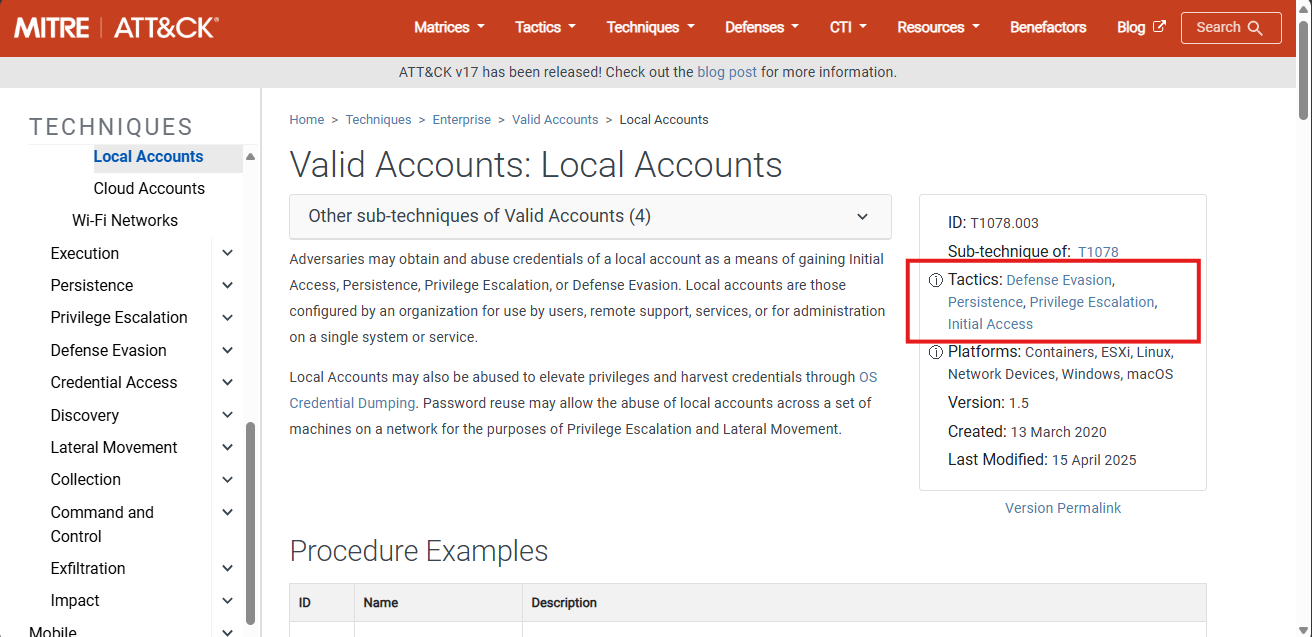 MITRE | ATT&CK®
Matrices Tactics Techniques Defenses CTI Resources Benefactors Blog Search
ATT&CK v17 has been released! Check out the blog post for more information.
TECHNIQUES
Local Accounts
Cloud Accounts
Wi-Fi Networks
Execution
Persistence
Privilege Escalation
Defense Evasion
Credential Access
Discovery
Lateral Movement
Collection
Command and
Control
Exfiltration
Impact
Mobile
Home > Techniques > Enterprise > Valid Accounts > Local Accounts
Valid Accounts: Local Accounts
Other sub-techniques of Valid Accounts (4)
Adversaries may obtain and abuse credentials of a local account as a means of gaining Initial
Access, Persistence, Privilege Escalation, or Defense Evasion. Local accounts are those
configured by an organization for use by users, remote support, services, or for administration
on a single system or service.
Local Accounts may also be abused to elevate privileges and harvest credentials through OS
Credential Dumping. Password reuse may allow the abuse of local accounts across a set of
machines on a network for the purposes of Privilege Escalation and Lateral Movement.
ID: T1078.003
Sub-technique of: T1078
Tactics: Defense Evasion,
Persistence, Privilege Escalation,
Initial Access
Platforms: Containers, ESXi, Linux,
Network Devices, Windows, macOS
Version: 1.5
Created: 13 March 2020
Last Modified: 15 April 2025
Version Permalink
Procedure Examples
ID Name Description